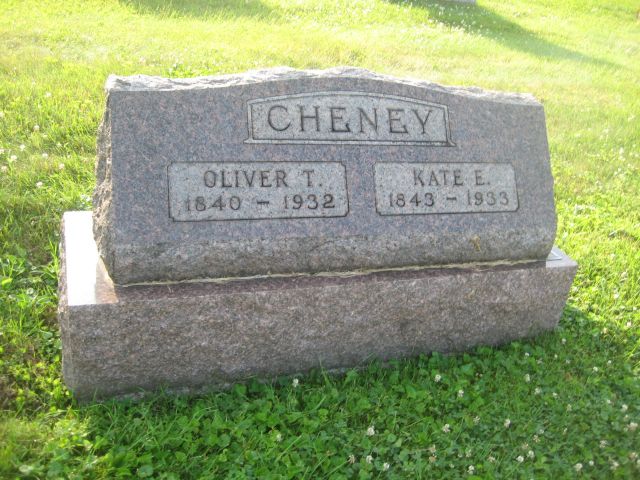 CHENEY
OLIVER T.
1840 - 1932
KATE E.
1843 - 1933